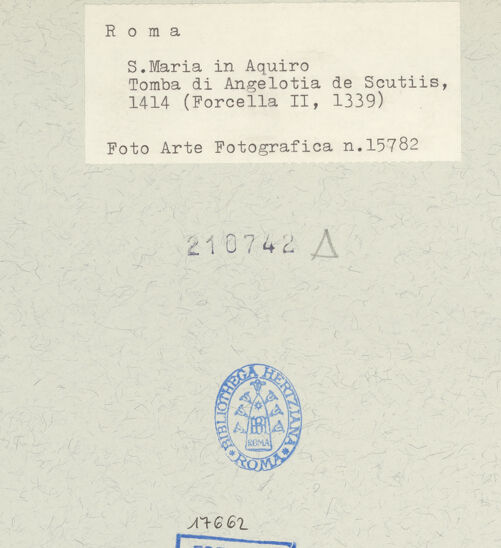 Roma
S.Maria in Aquiro
Tomba di Angelotia de Scutiis,
1414 (Forcella II, 1339)
Foto Arte Fotografica n.15782
210742 Δ
BIBLIOTHECA HERTZIANA
ROMA
* ROMA *
17662